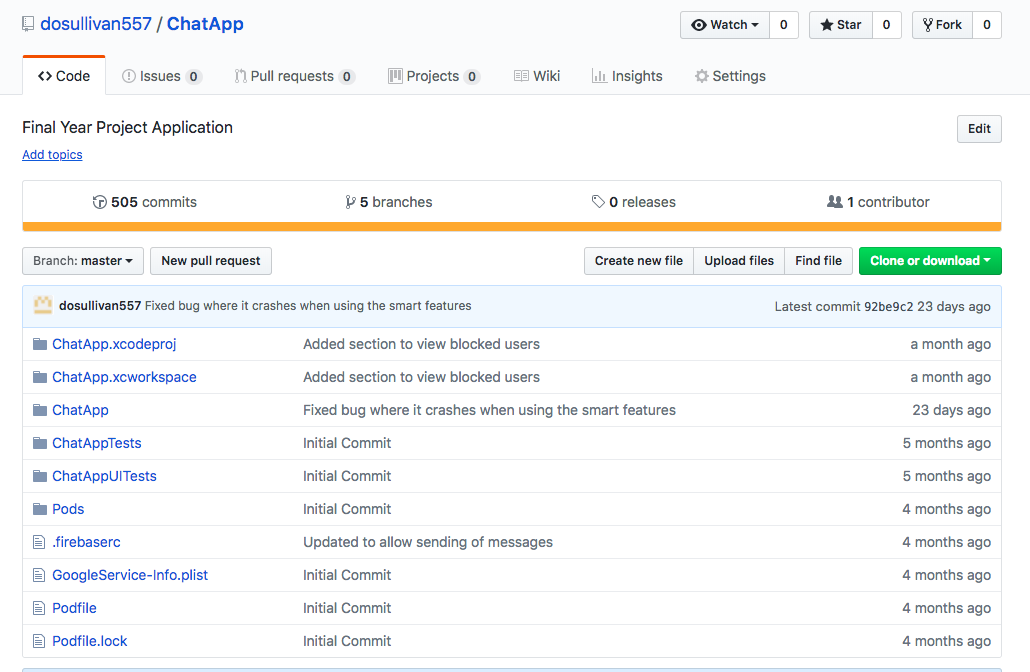 dosullivan557 / ChatApp
Watch 0 Star 0 Fork 0
Code Issues 0 Pull requests 0 Projects 0 Wiki Insights Settings
Final Year Project Application Edit
Add topics
505 commits 5 branches 0 releases 1 contributor
Branch: master New pull request Create new file Upload files Find file Clone or download
dosullivan557 Fixed bug where it crashes when using the smart features Latest commit 92be9c2 23 days ago
ChatApp.xcodeproj Added section to view blocked users a month ago
ChatApp.xcworkspace Added section to view blocked users a month ago
ChatApp Fixed bug where it crashes when using the smart features 23 days ago
ChatAppTests Initial Commit 5 months ago
ChatAppUITests Initial Commit 5 months ago
Pods Initial Commit 4 months ago
.firebaserc Updated to allow sending of messages 4 months ago
GoogleService-Info.plist Initial Commit 4 months ago
Podfile Initial Commit 4 months ago
Podfile.lock Initial Commit 4 months ago